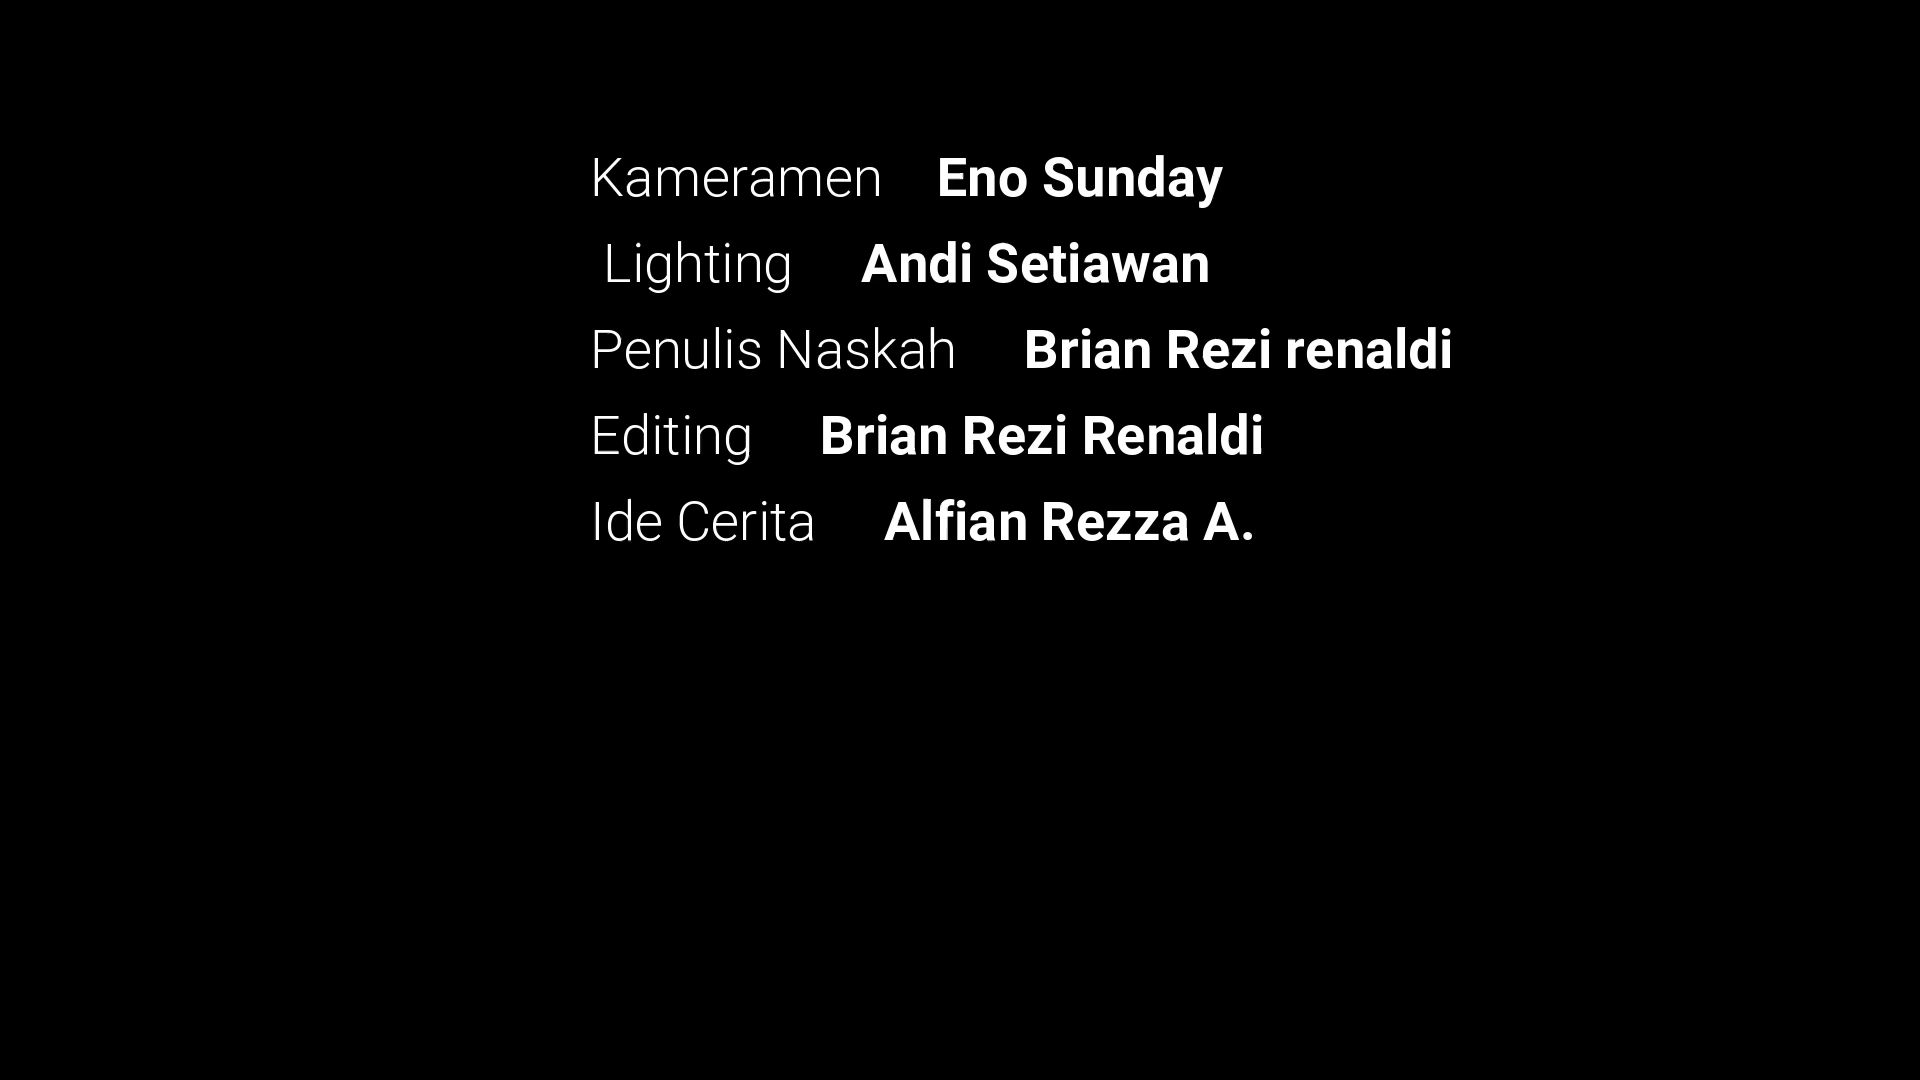 Kameramen Eno Sunday
Lighting Andi Setiawan
Penulis Naskah Brian Rezi renaldi
Editing Brian Rezi Renaldi
Ide Cerita Alfian Rezza A.